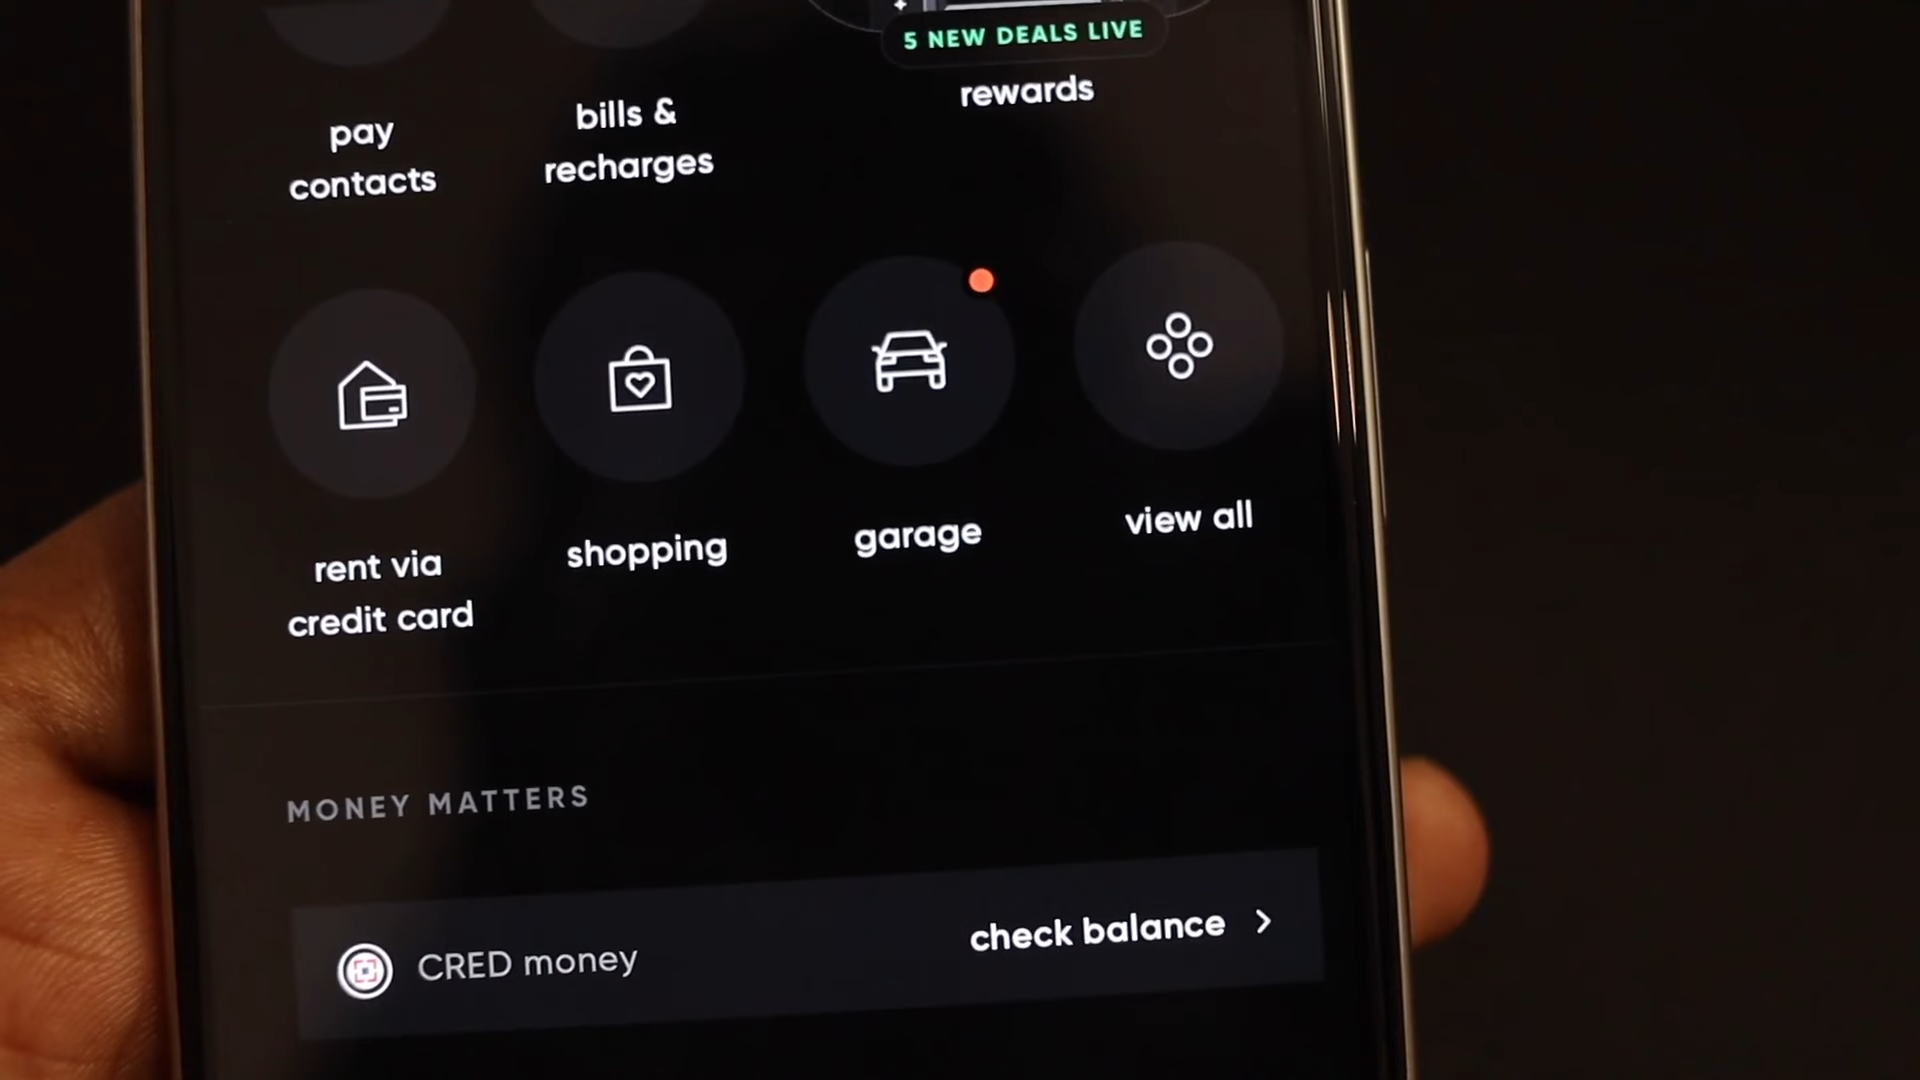 5 NEW DEALS LIVE
pay
contacts
bills &
recharges
rewards
rent via
credit card
shopping
garage
view all
MONEY MATTERS
CRED money
check balance